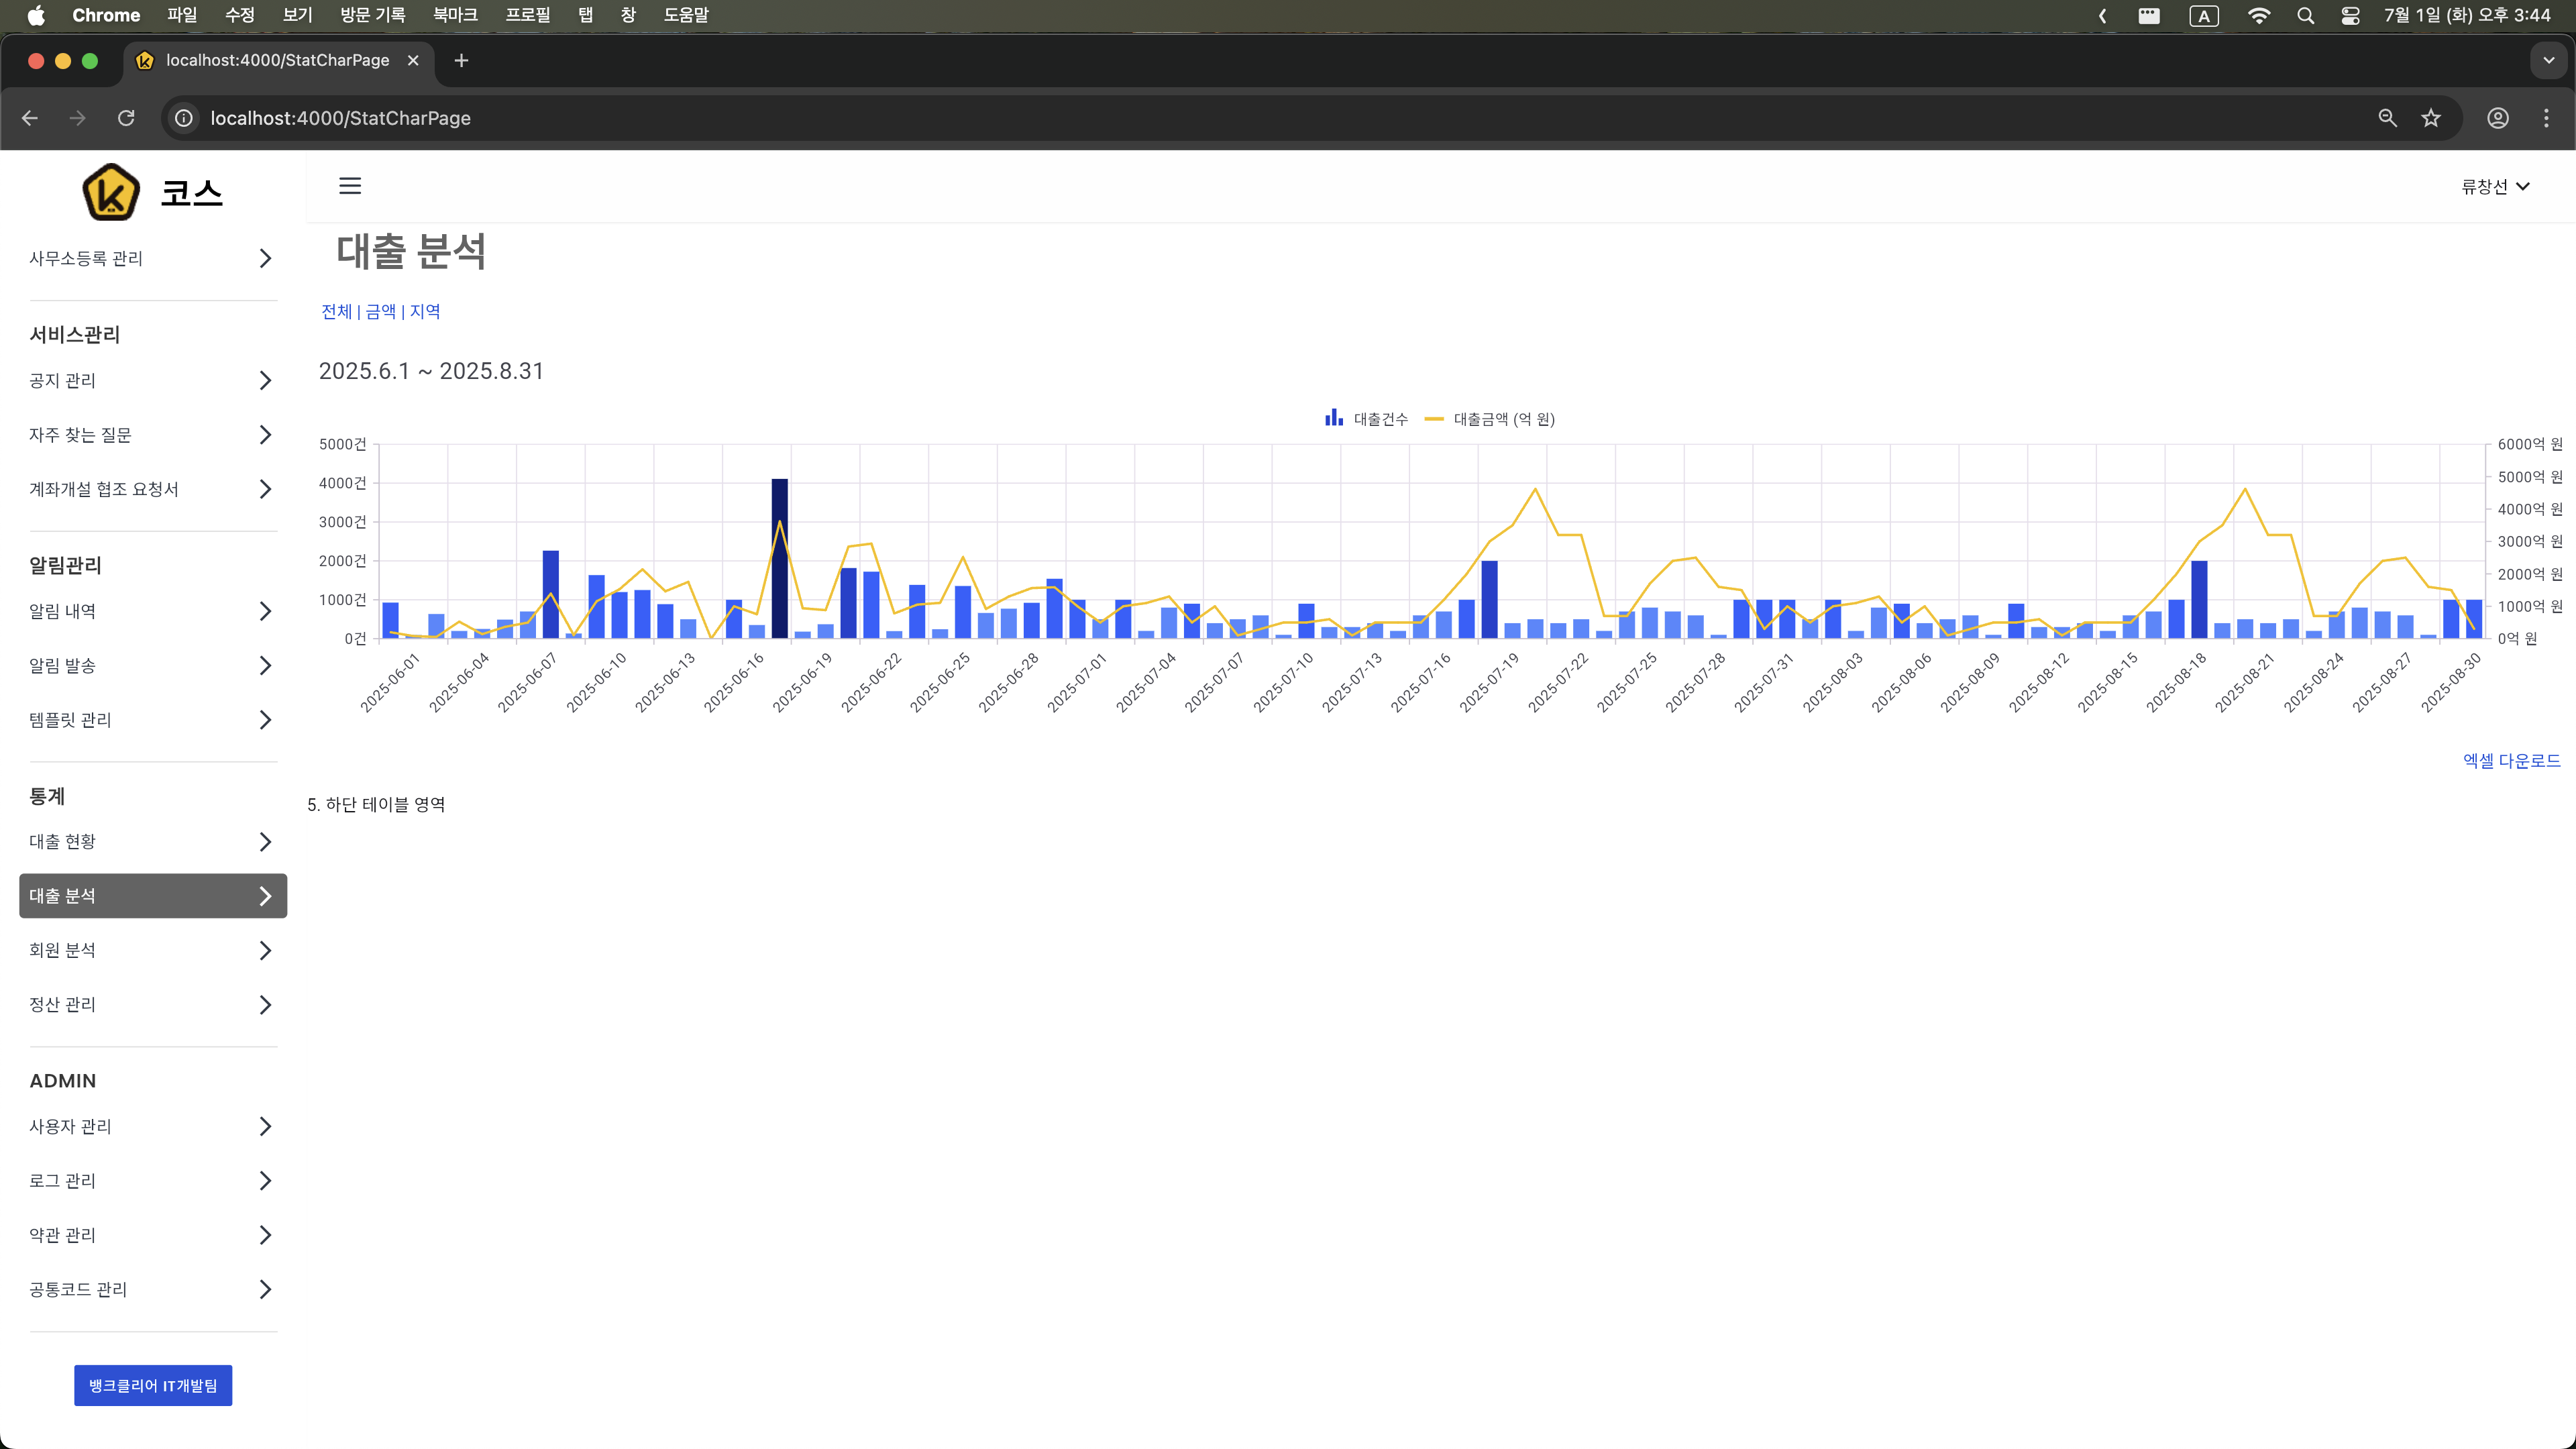 Chrome 파일 수정 보기 방문 기록 북마크 프로필 탭 창 도움말
A 7월 1일 (화) 오후 3:44
localhost:4000/StatCharPage
localhost:4000/StatCharPage
코스
류창선
사무소등록 관리
서비스관리
공지 관리
자주 찾는 질문
계좌개설 협조 요청서
알림관리
알림 내역
알림 발송
템플릿 관리
통계
대출 현황
대출 분석
회원 분석
정산 관리
ADMIN
사용자 관리
로그 관리
약관 관리
공통코드 관리
뱅크클리어 IT개발팀
대출 분석
전체 | 금액 | 지역
2025.6.1 ~ 2025.8.31
대출건수 대출금액 (억 원)
5000건
4000건
3000건
2000건
1000건
0건
6000억 원
5000억 원
4000억 원
3000억 원
2000억 원
1000억 원
0억 원
2025-06-01
2025-06-04
2025-06-07
2025-06-10
2025-06-13
2025-06-16
2025-06-19
2025-06-22
2025-06-25
2025-06-28
2025-07-01
2025-07-04
2025-07-07
2025-07-10
2025-07-13
2025-07-16
2025-07-19
2025-07-22
2025-07-25
2025-07-28
2025-07-31
2025-08-03
2025-08-06
2025-08-09
2025-08-12
2025-08-15
2025-08-18
2025-08-21
2025-08-24
2025-08-27
2025-08-30
엑셀 다운로드
5. 하단 테이블 영역